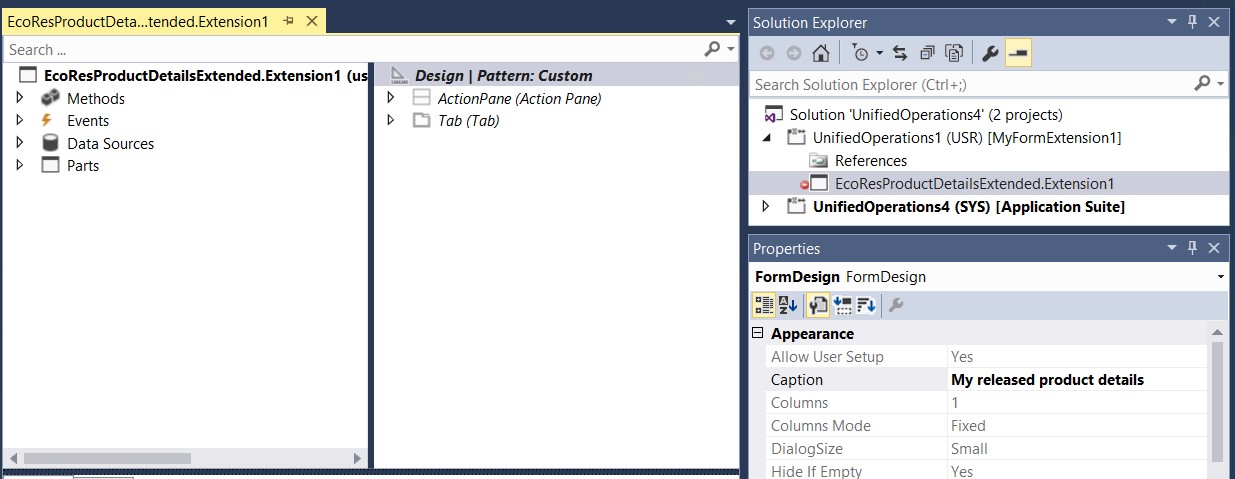 EcoResProductDeta...tended.Extension1
Search ...
EcoResProductDetailsExtended.Extension1 (us
Methods
Events
Data Sources
Parts
Design | Pattern: Custom
ActionPane (Action Pane)
Tab (Tab)
Solution Explorer
Search Solution Explorer (Ctrl+;)
Solution 'UnifiedOperations4' (2 projects)
UnifiedOperations1 (USR) [MyFormExtension1]
References
EcoResProductDetailsExtended.Extension1
UnifiedOperations4 (SYS) [Application Suite]
Properties
FormDesign FormDesign
Appearance
Allow User Setup Yes
Caption My released product details
Columns 1
Columns Mode Fixed
DialogSize Small
Hide If Empty Yes